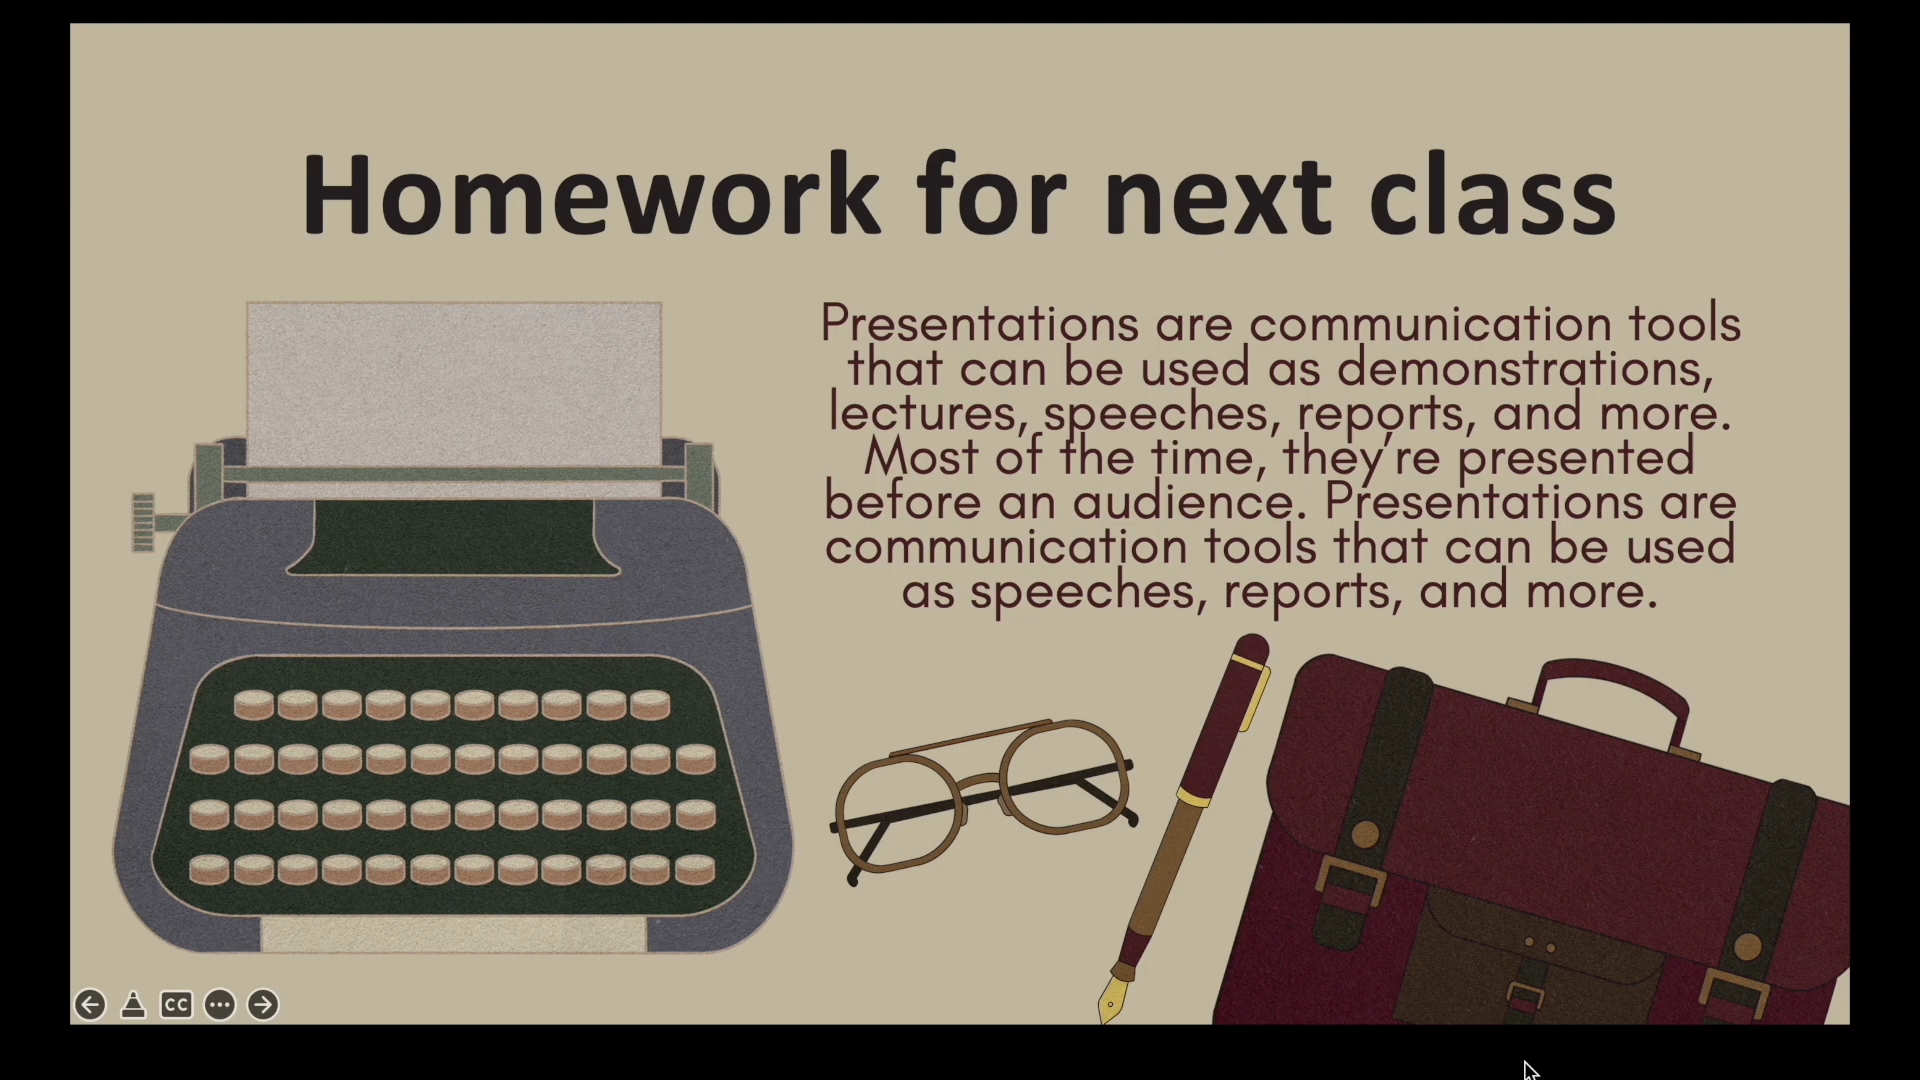 Homework for next class
Presentations are communication tools
that can be used as demonstrations,
lectures, speeches, reports, and more.
Most of the time, they're presented
before an audience. Presentations are
communication tools that can be used
as speeches, reports, and more.
CC